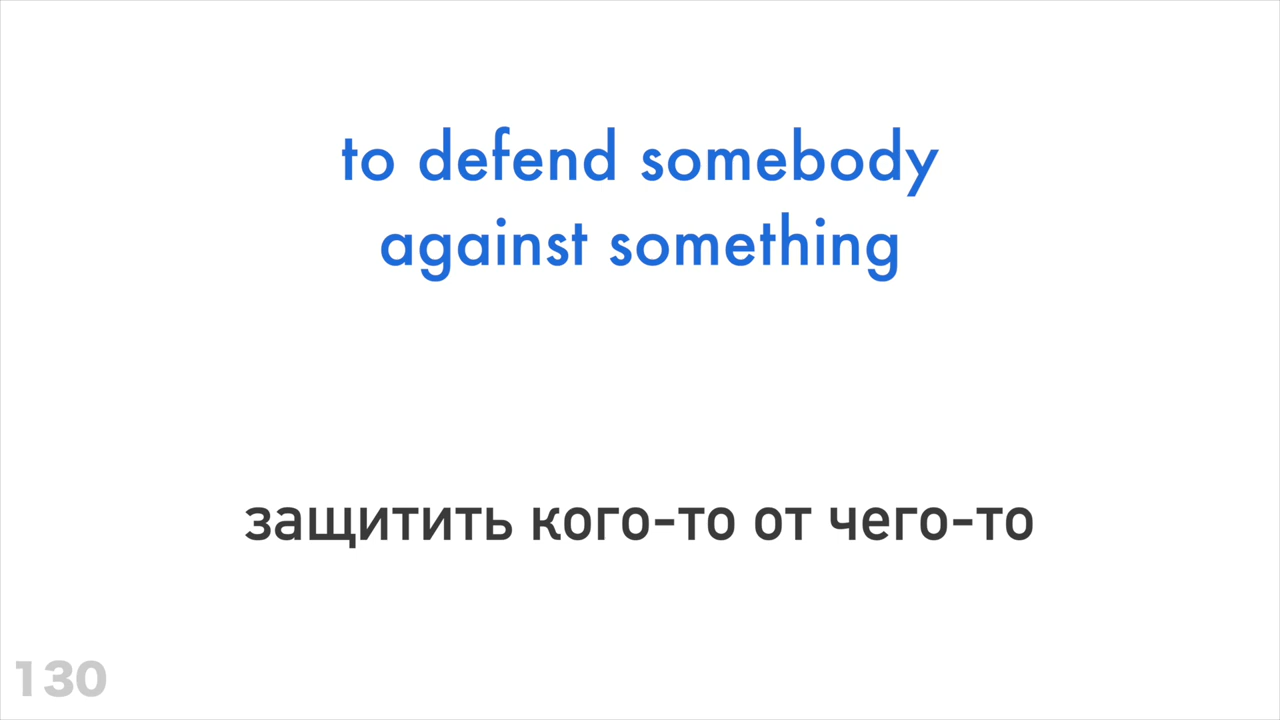 to defend somebody
against something
защитить кого-то от чего-то
130